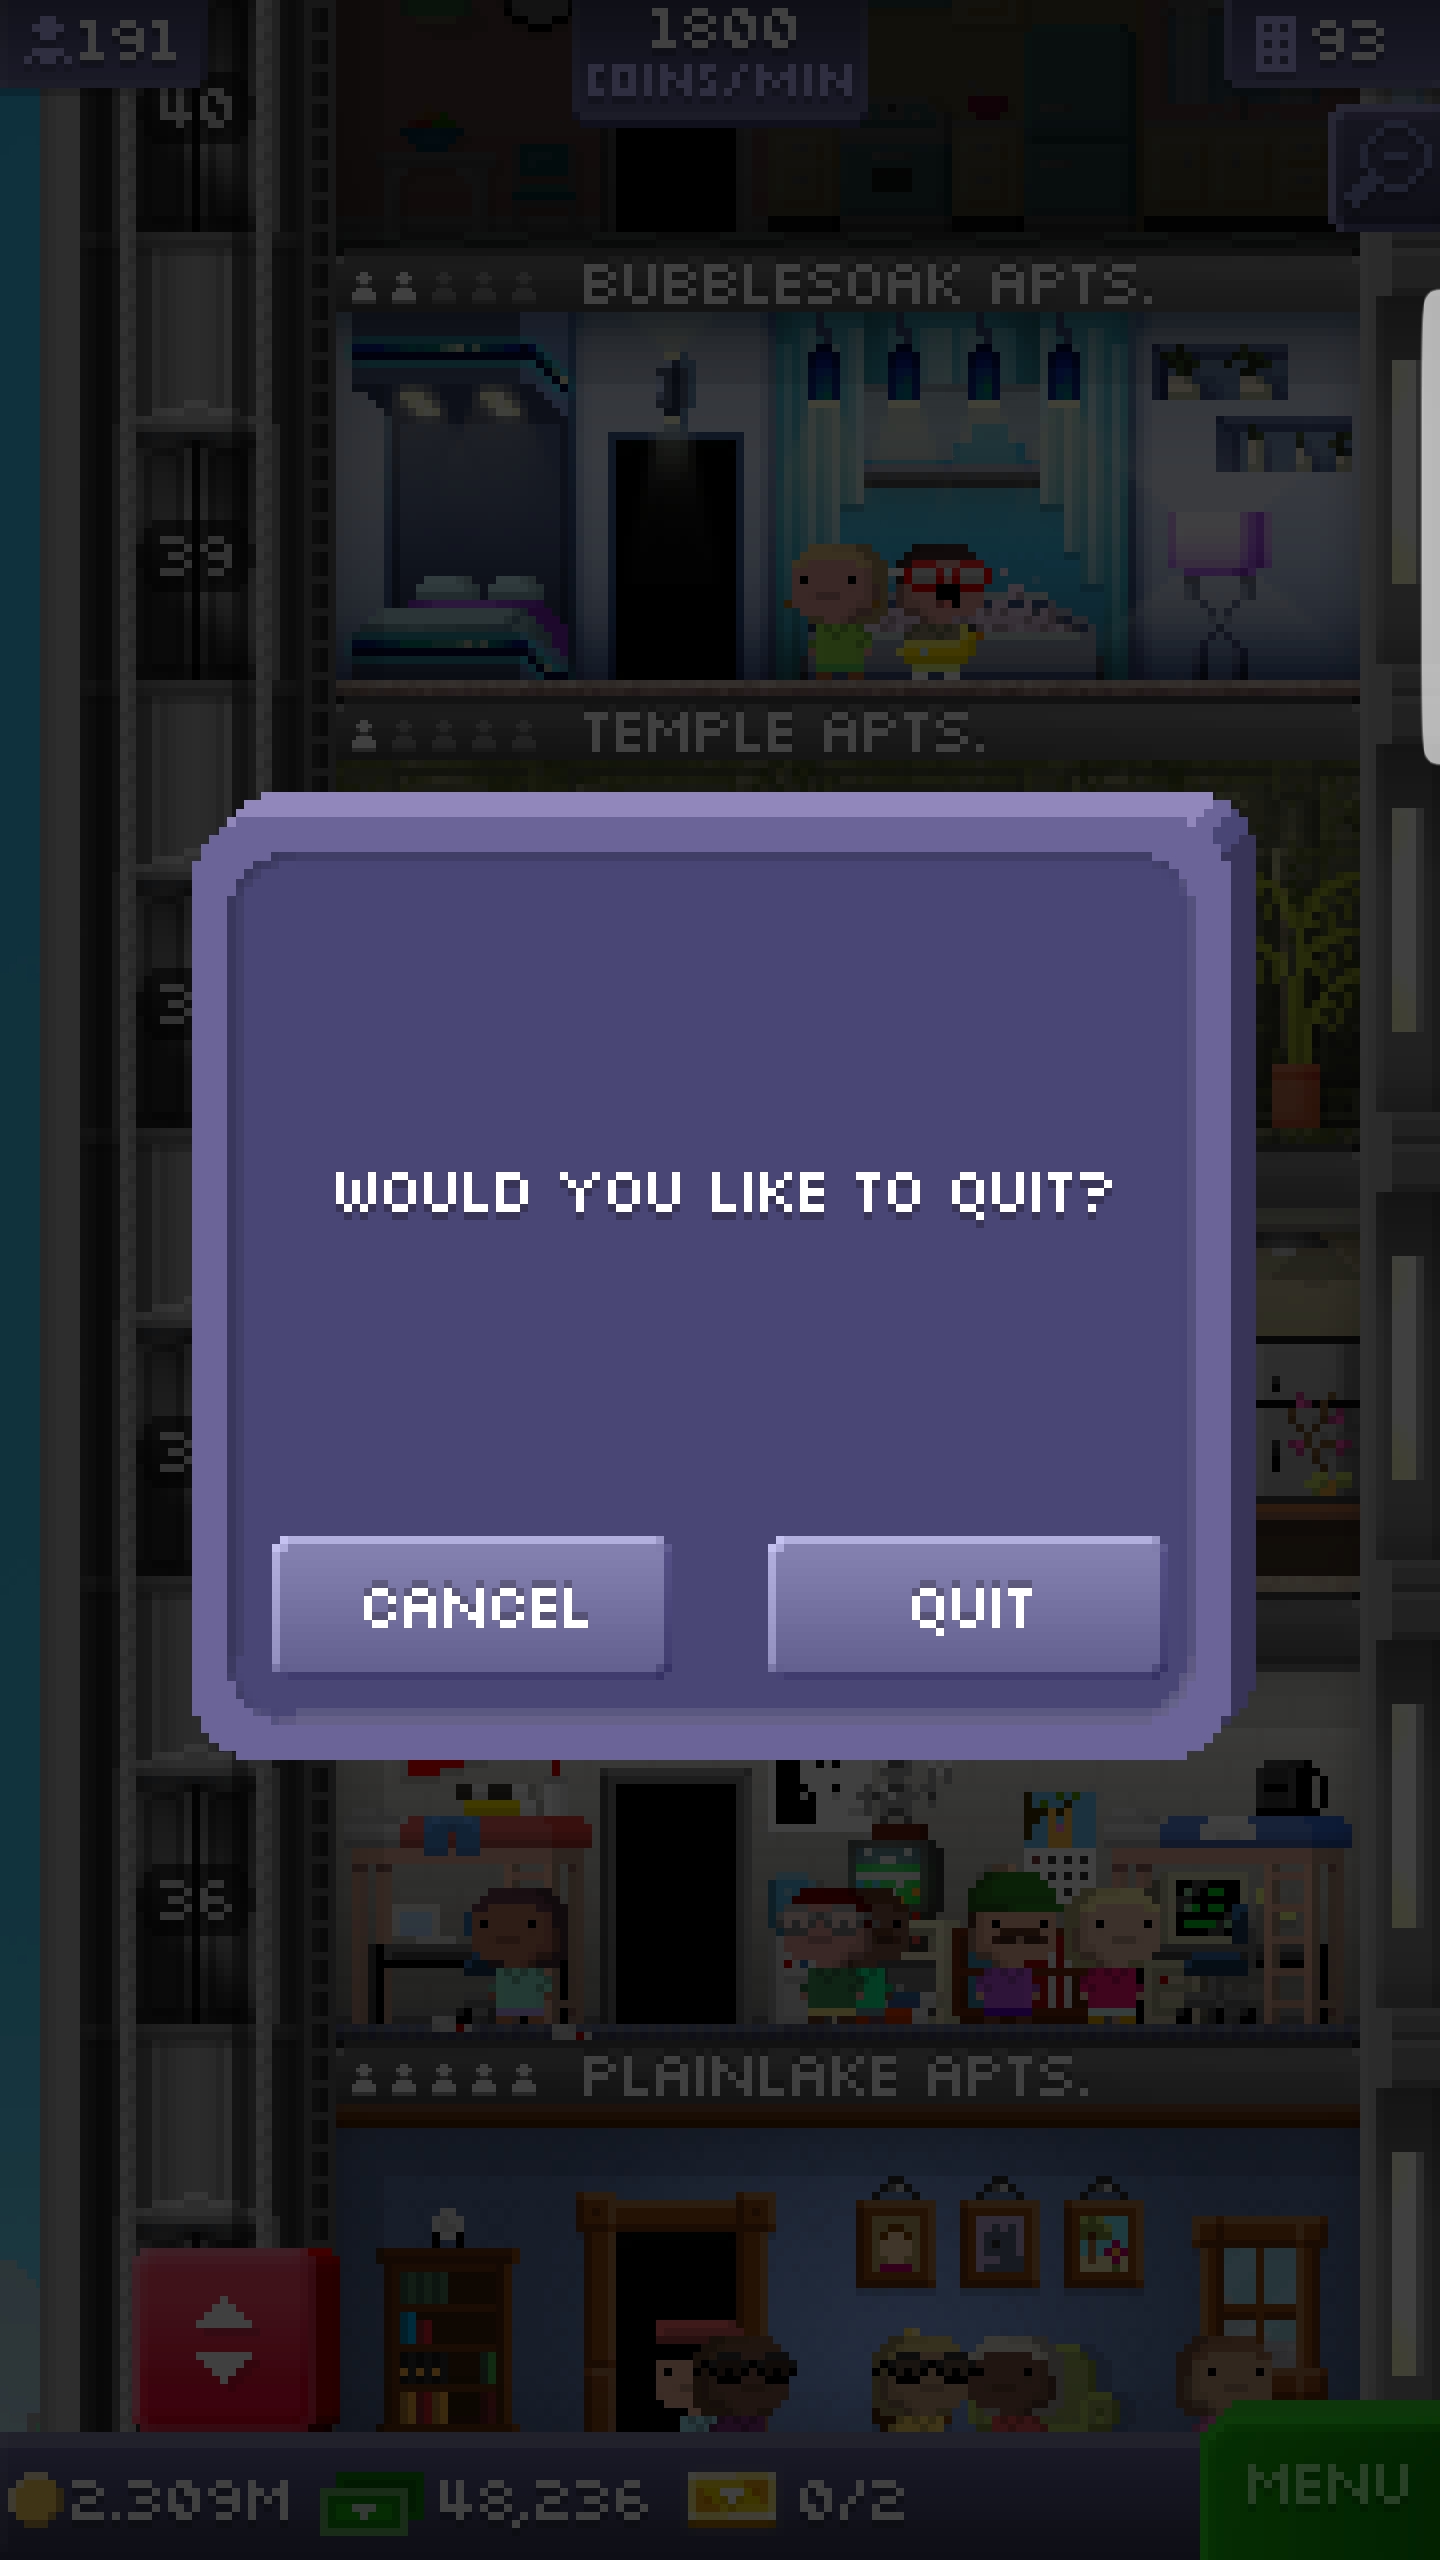 191
1800
COINS/MIN
93
40
BUBBLESOAK APTS.
39
TEMPLE APTS.
WOULD YOU LIKE TO QUIT?
CANCEL
QUIT
36
PLAINLAKE APTS.
2.309M
48,236
0/2
MENU